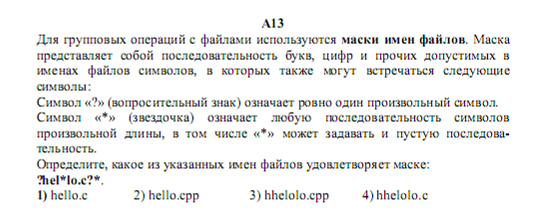 А13
Для групповых операций с файлами используются маски имен файлов. Маска
представляет собой последовательность букв, цифр и прочих допустимых в
именах файлов символов, в которых также могут встречаться следующие
символы:
Символ «?» (вопросительный знак) означает ровно один произвольный символ.
Символ «*» (звездочка) означает любую последовательность символов
произвольной длины, в том числе «*» может задавать и пустую последова-
тельность.
Определите, какое из указанных имен файлов удовлетворяет маске:
?hel*lo.c?*.
1) hello.c 2) hello.cpp 3) hhelolo.cpp 4) hhelolo.c